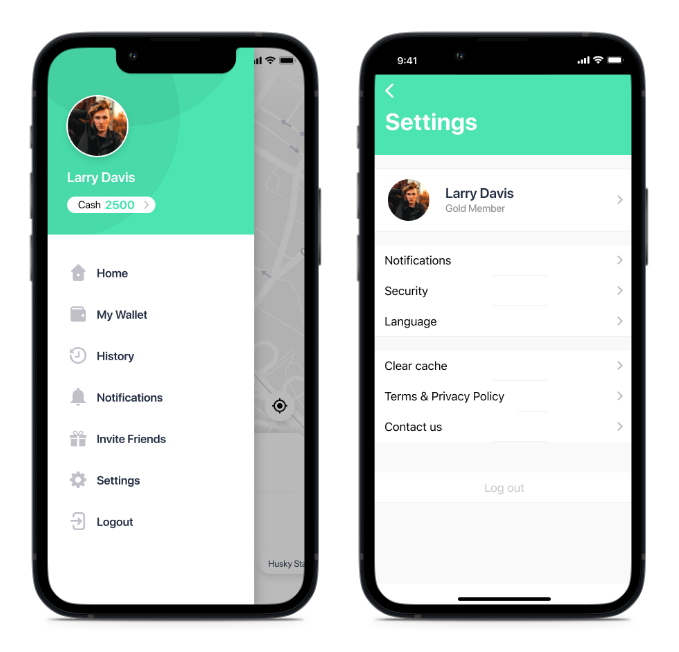 Larry Davis
Cash 2500
Home
My Wallet
History
Notifications
Invite Friends
Settings
Logout
Husky Sta
9:41
Settings
Larry Davis
Gold Member
Notifications
Security
Language
Clear cache
Terms & Privacy Policy
Contact us
Log out